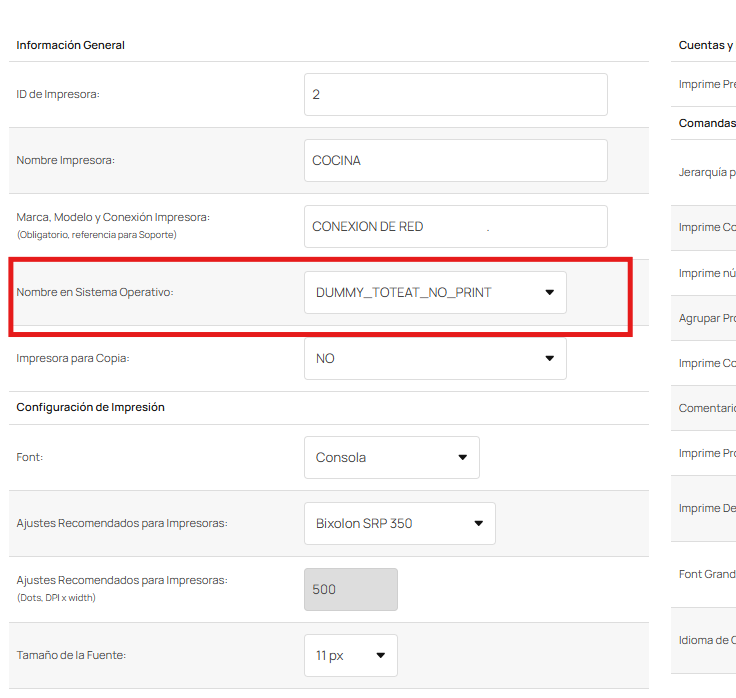 Información General
ID de Impresora:
2
Nombre Impresora:
COCINA
Marca, Modelo y Conexión Impresora:
(Obligatorio, referencia para Soporte)
CONEXION DE RED .
Nombre en Sistema Operativo:
DUMMY_TOTEAT_NO_PRINT
Impresora para Copia:
NO
Configuración de Impresión
Font:
Consola
Ajustes Recomendados para Impresoras:
Bixolon SRP 350
Ajustes Recomendados para Impresoras:
(Dots, DPI x width)
500
Tamaño de la Fuente:
11 px
Cuentas y
Imprime Pre
Comandas
Jerarquía p
Imprime Co
Imprime nú
Agrupar Pro
Imprime Co
Comentario
Imprime Pro
Imprime De
Font Grand
Idioma de C